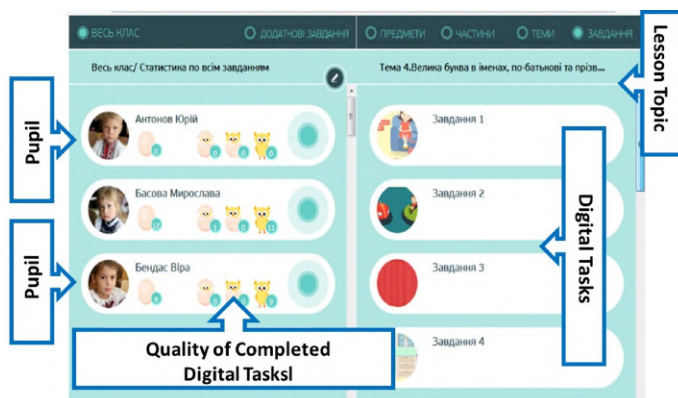 ВЕСЬ КЛАС
ДОДАТКОВІ ЗАВДАННЯ
ПРЕДМЕТИ
ЧАСТИНИ
ТЕМИ
ЗАВДАННЯ
Весь клас/ Статистика по всім завданням
Тема 4.Велика буква в іменах, по-батькові та прізв...
Lesson Topic
Pupil
Антонов Юрій
0
0 0 0
Завдання 1
Басова Мирослава
12
1 0 11
Завдання 2
Digital Tasks
Pupil
Бендас Віра
9
0 9
Завдання 3
Quality of Completed
Digital Tasksl
Завдання 4